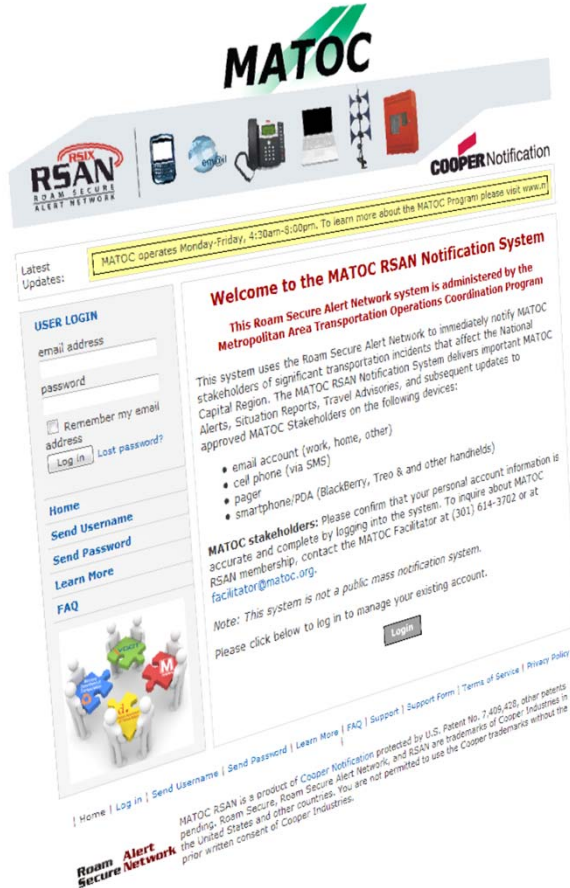 MATOC
RSIX
RSAN
ROAM SECURE
ALERT NETWORK
email
COOPER Notification
Latest
Updates:
MATOC operates Monday-Friday, 4:30am-8:00pm. To learn more about the MATOC Program please visit www.n
USER LOGIN
email address
password
Remember my email
address
Log in Lost password?
Home
Send Username
Send Password
Learn More
FAQ
Welcome to the MATOC RSAN Notification System
This Roam Secure Alert Network system is administered by the
Metropolitan Area Transportation Operations Coordination Program
This system uses the Roam Secure Alert Network to immediately notify MATOC
stakeholders of significant transportation incidents that affect the National
Capital Region. The MATOC RSAN Notification System delivers important MATOC
Alerts, Situation Reports, Travel Advisories, and subsequent updates to
approved MATOC Stakeholders on the following devices:
• email account (work, home, other)
• cell phone (via SMS)
• pager
• smartphone/PDA (BlackBerry, Treo & and other handhelds)
MATOC stakeholders: Please confirm that your personal account information is
accurate and complete by logging into the system. To inquire about MATOC
RSAN membership, contact the MATOC Facilitator at (301) 614-3702 or at
facilitator@matoc.org.
Note: This system is not a public mass notification system.
Please click below to log in to manage your existing account.
Login
M
| Home | Log in | Send Username | Send Password | Learn More | FAQ | Support | Support Form | Terms of Service | Privacy Policy
|
Roam Alert
Secure Network
MATOC RSAN is a product of Cooper Notification protected by U.S. Patent No. 7,409,428, other patents
pending. Roam Secure, Roam Secure Alert Network, and RSAN are trademarks of Cooper Industries in
the United States and other countries. You are not permitted to use the Cooper trademarks without the
prior written consent of Cooper Industries.